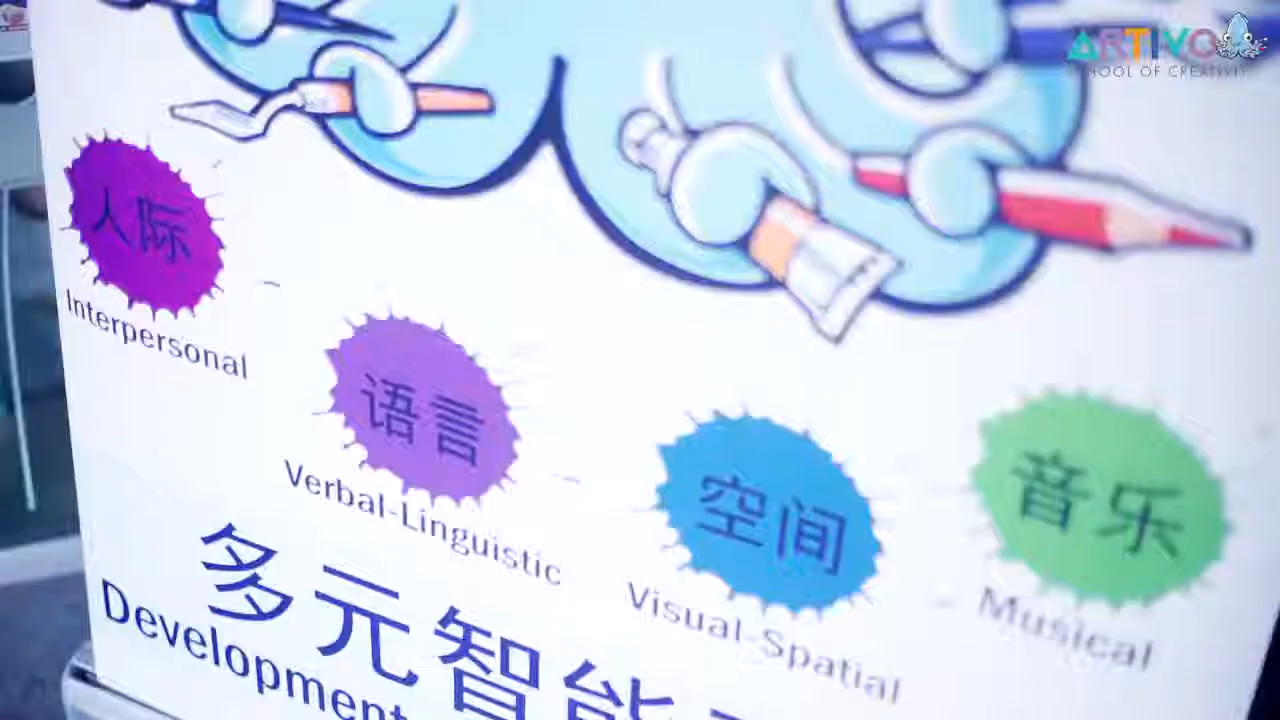 ARTIVO
SCHOOL OF CREATIVITY
人际
Interpersonal
语言
Verbal-Linguistic
空间
Visual-Spatial
音乐
Musical
多元智能
Development